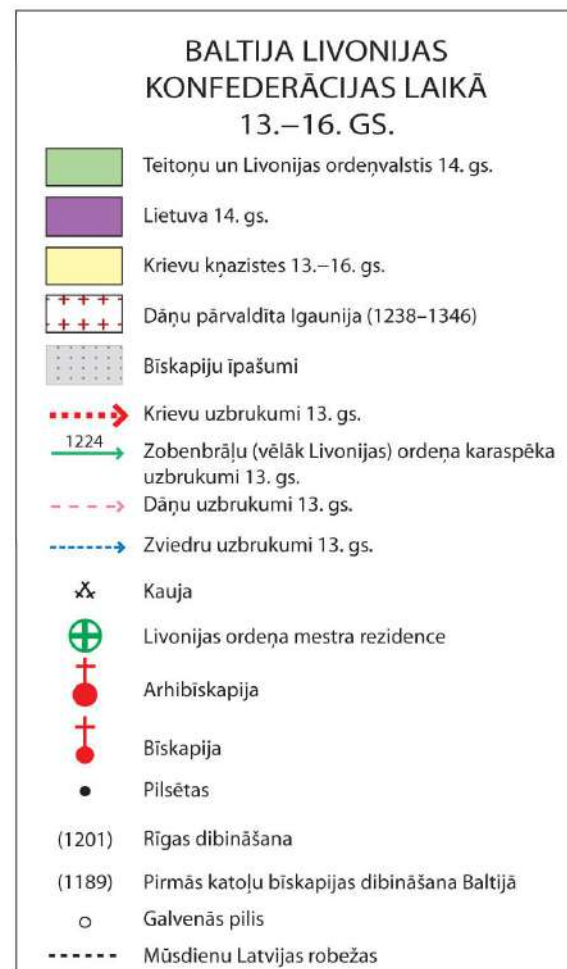 BALTIJA LIVONIJAS
KONFEDERĀCIJAS LAIKĀ
13.–16. GS.
Teitoņu un Livonijas ordeņvalstis 14. gs.
Lietuva 14. gs.
Krievu kņazistes 13.–16. gs.
Dāņu pārvaldīta Igaunija (1238–1346)
Bīskapiju īpašumi
Krievu uzbrukumi 13. gs.
1224 Zobenbrāļu (vēlāk Livonijas) ordeņa karaspēka
uzbrukumi 13. gs.
Dāņu uzbrukumi 13. gs.
Zviedru uzbrukumi 13. gs.
Kauja
Livonijas ordeņa mestra rezidence
Arhibīskapija
Bīskapija
Pilsētas
(1201) Rīgas dibināšana
(1189) Pirmās katoļu bīskapijas dibināšana Baltijā
Galvenās pilis
Mūsdienu Latvijas robežas